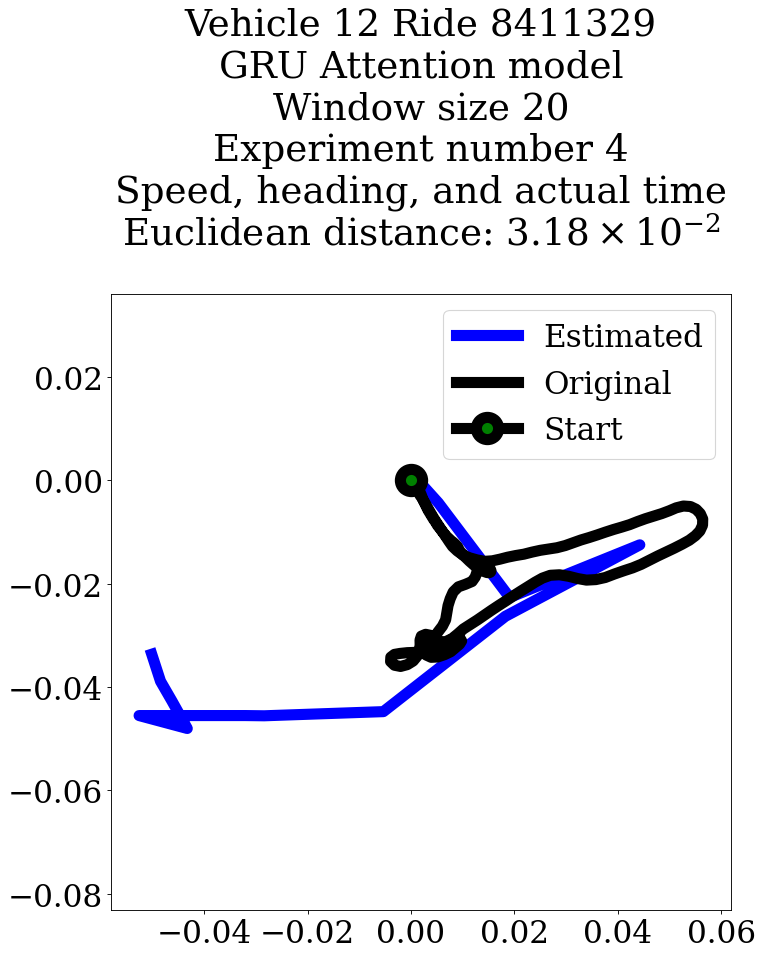 Vehicle 12 Ride 8411329
GRU Attention model
Window size 20
Experiment number 4
Speed, heading, and actual time
Euclidean distance: 3.18 × 10⁻²
Estimated
Original
Start
0.02
0.00
−0.02
−0.04
−0.06
−0.08
−0.04 −0.02 0.00 0.02 0.04 0.06